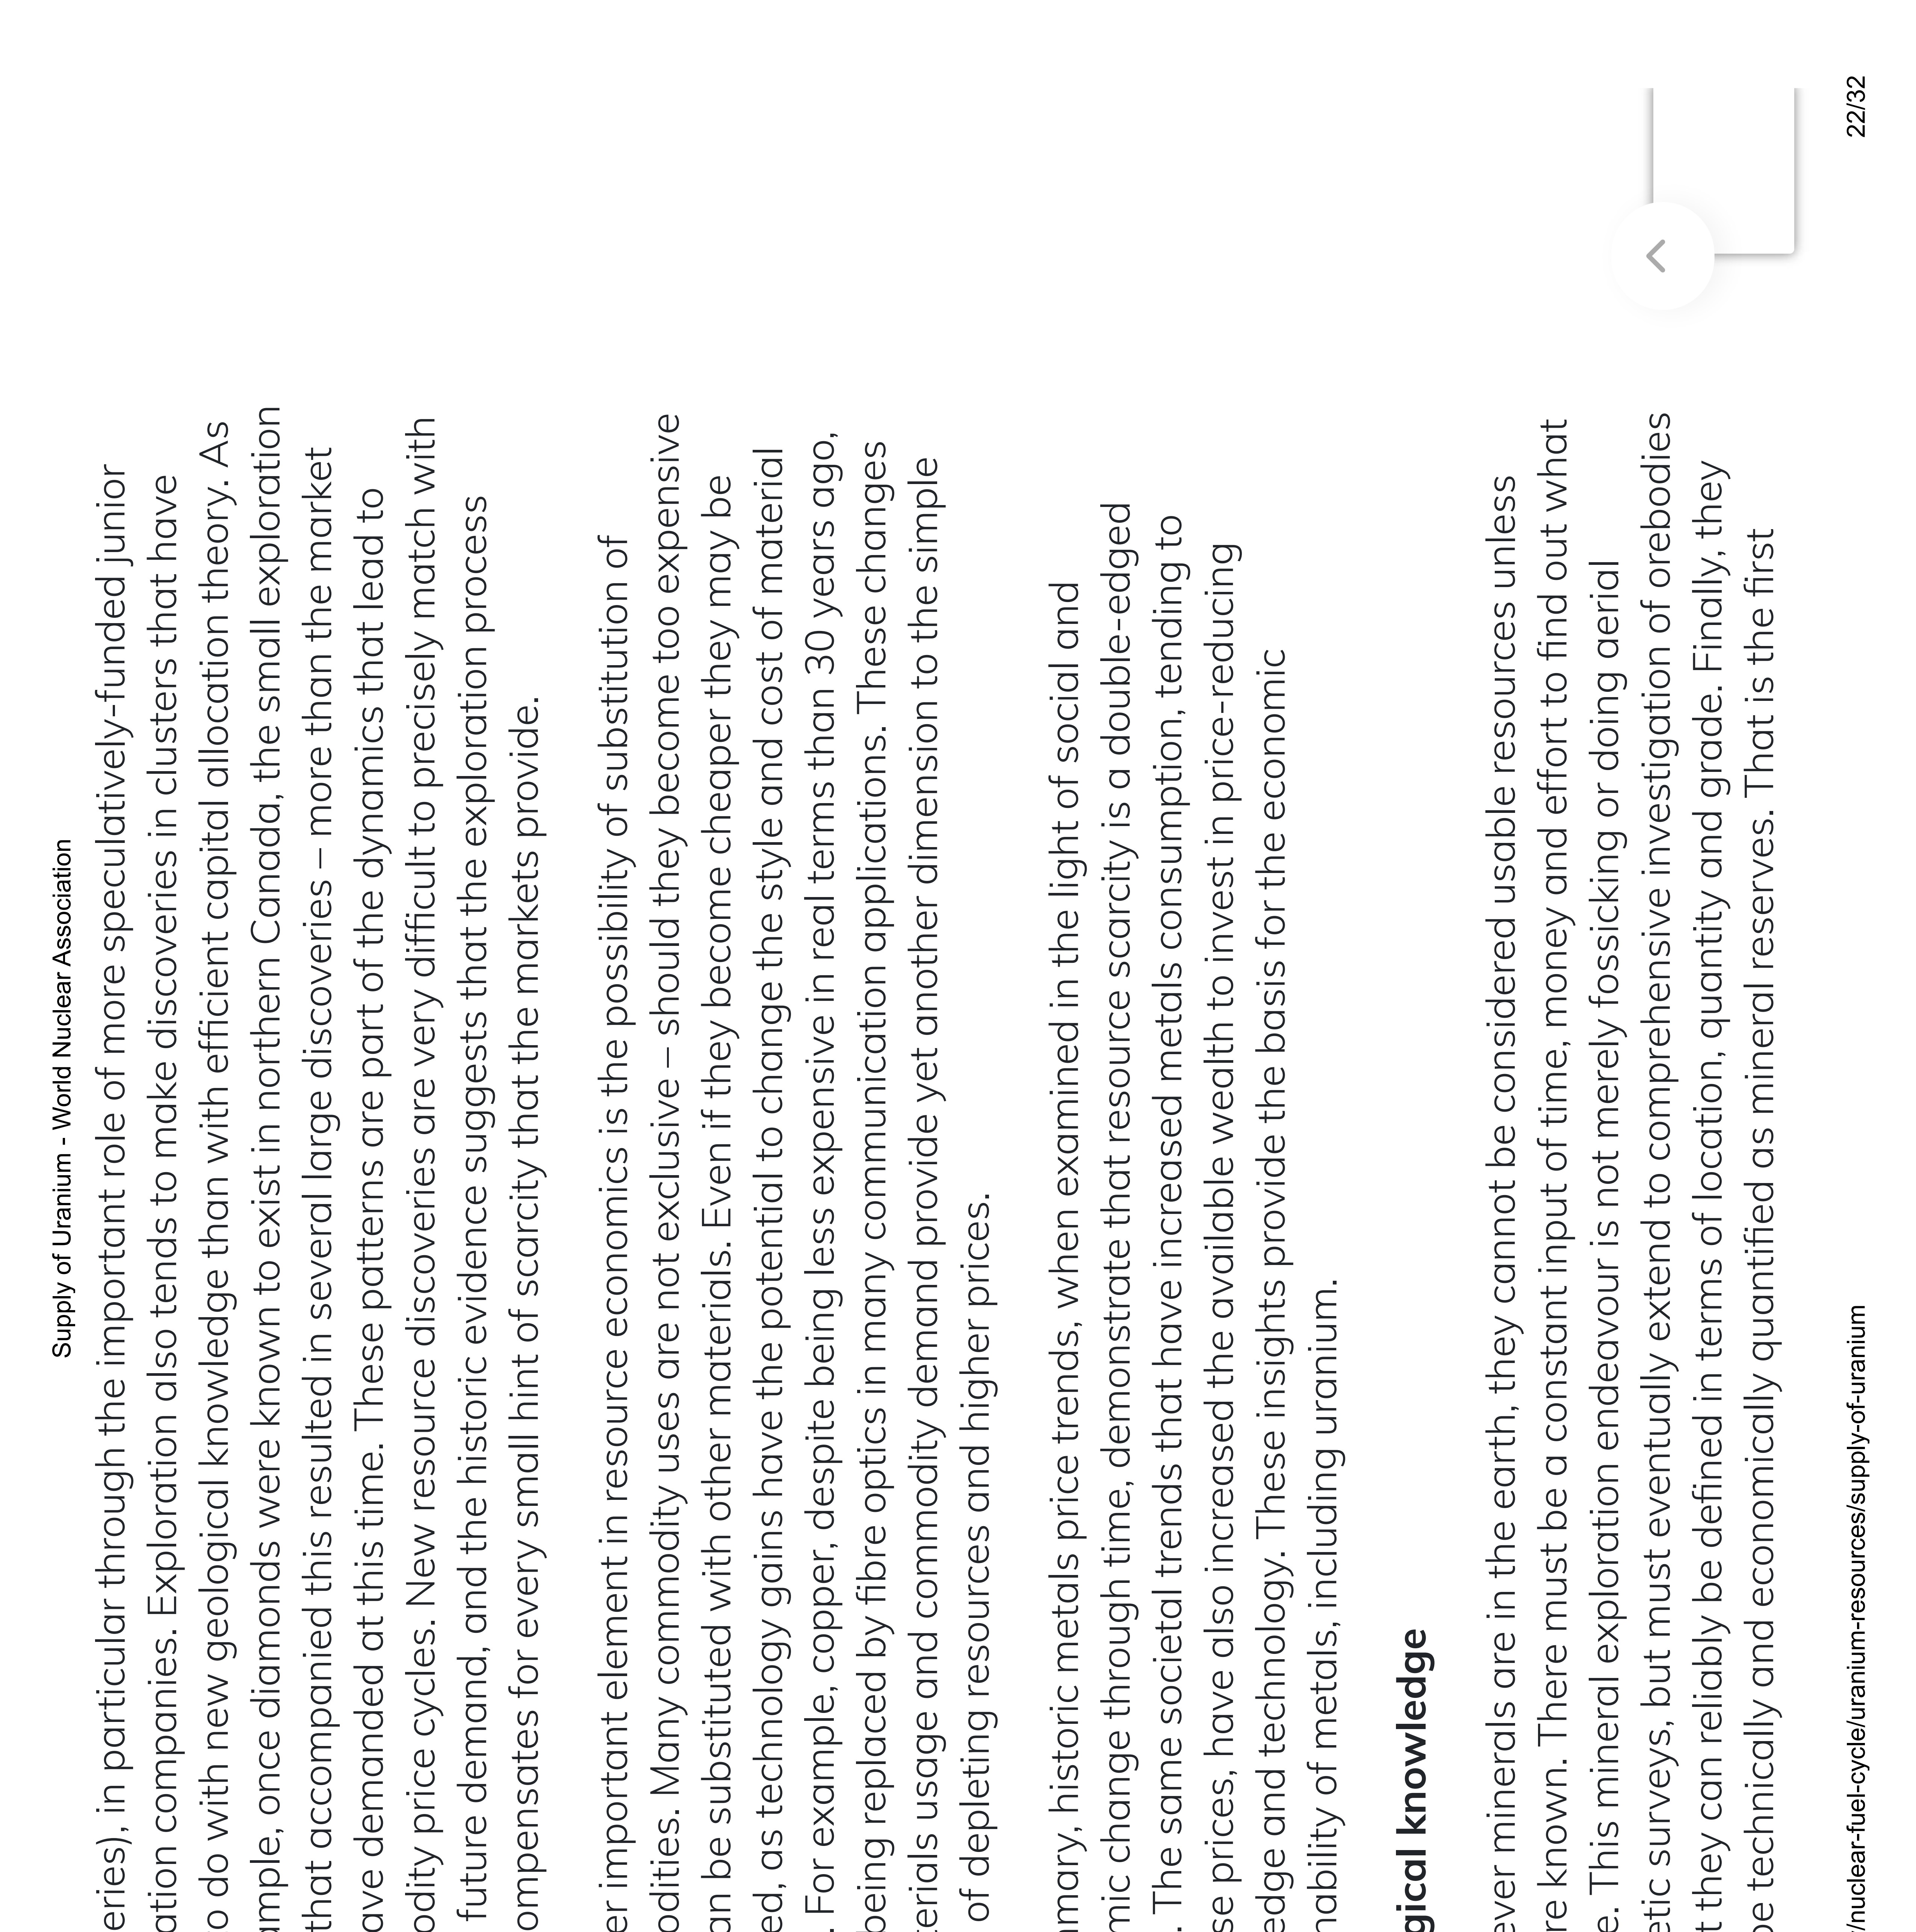 Supply of Uranium - World Nuclear Association
eries), in particular through the important role of more speculatively-funded junior
ation companies. Exploration also tends to make discoveries in clusters that have
o do with new geological knowledge than with efficient capital allocation theory. As
ample, once diamonds were known to exist in northern Canada, the small exploration
that accompanied this resulted in several large discoveries – more than the market
ave demanded at this time. These patterns are part of the dynamics that lead to
odity price cycles. New resource discoveries are very difficult to precisely match with
future demand, and the historic evidence suggests that the exploration process
ompensates for every small hint of scarcity that the markets provide.
er important element in resource economics is the possibility of substitution of
odities. Many commodity uses are not exclusive – should they become too expensive
an be substituted with other materials. Even if they become cheaper they may be
ed, as technology gains have the potential to change the style and cost of material
. For example, copper, despite being less expensive in real terms than 30 years ago,
being replaced by fibre optics in many communication applications. These changes
erials usage and commodity demand provide yet another dimension to the simple
of depleting resources and higher prices.
mary, historic metals price trends, when examined in the light of social and
mic change through time, demonstrate that resource scarcity is a double-edged
. The same societal trends that have increased metals consumption, tending to
se prices, have also increased the available wealth to invest in price-reducing
edge and technology. These insights provide the basis for the economic
nability of metals, including uranium.
gical knowledge
ever minerals are in the earth, they cannot be considered usable resources unless
re known. There must be a constant input of time, money and effort to find out what
e. This mineral exploration endeavour is not merely fossicking or doing aerial
etic surveys, but must eventually extend to comprehensive investigation of orebodies
t they can reliably be defined in terms of location, quantity and grade. Finally, they
be technically and economically quantified as mineral reserves. That is the first
/nuclear-fuel-cycle/uranium-resources/supply-of-uranium
22/32